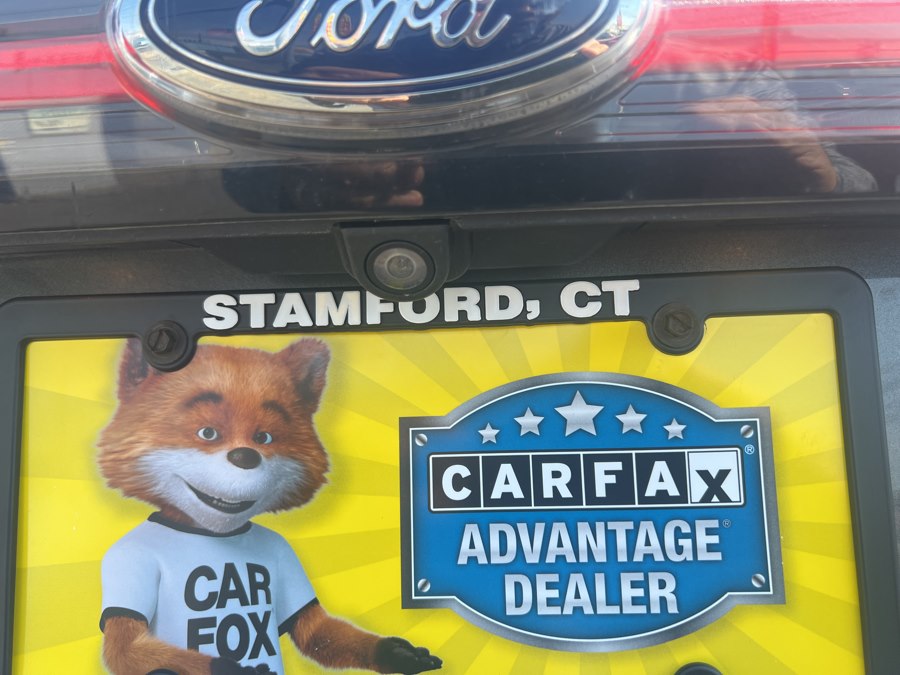 Ford
STAMFORD, CT
CARFAX®
ADVANTAGE®
DEALER
CAR
FOX